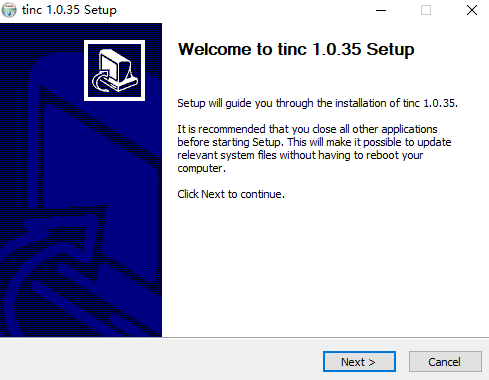 tinc 1.0.35 Setup
Welcome to tinc 1.0.35 Setup
Setup will guide you through the installation of tinc 1.0.35.
It is recommended that you close all other applications
before starting Setup. This will make it possible to update
relevant system files without having to reboot your
computer.
Click Next to continue.
Next >
Cancel